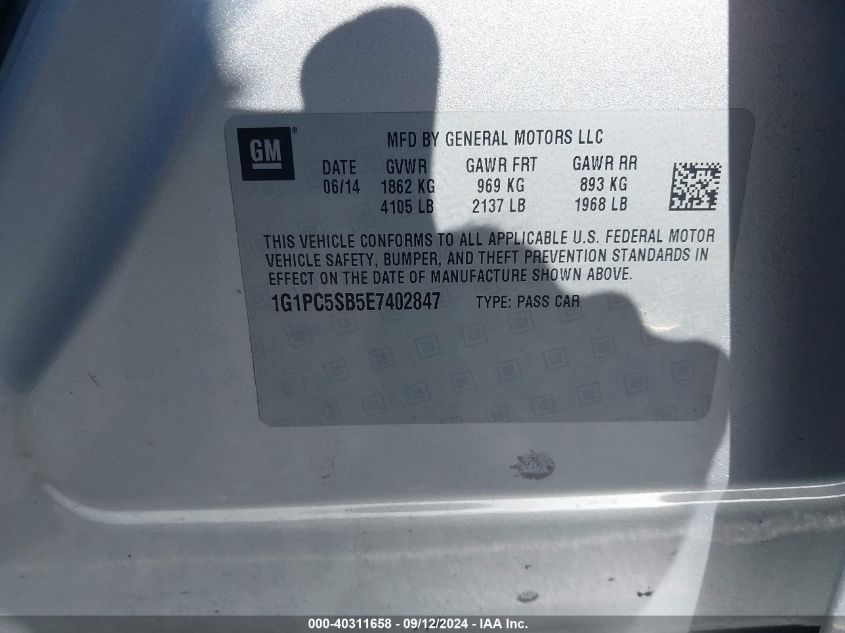 GM ®
MFD BY GENERAL MOTORS LLC
DATE GVWR GAWR FRT GAWR RR
06/14 1862 KG 969 KG 893 KG
4105 LB 2137 LB 1968 LB
THIS VEHICLE CONFORMS TO ALL APPLICABLE U.S. FEDERAL MOTOR
VEHICLE SAFETY, BUMPER, AND THEFT PREVENTION STANDARDS IN
EFFECT ON THE DATE OF MANUFACTURE SHOWN ABOVE.
1G1PC5SB5E7402847 TYPE: PASS CAR
000-40311658 - 09/12/2024 - IAA Inc.